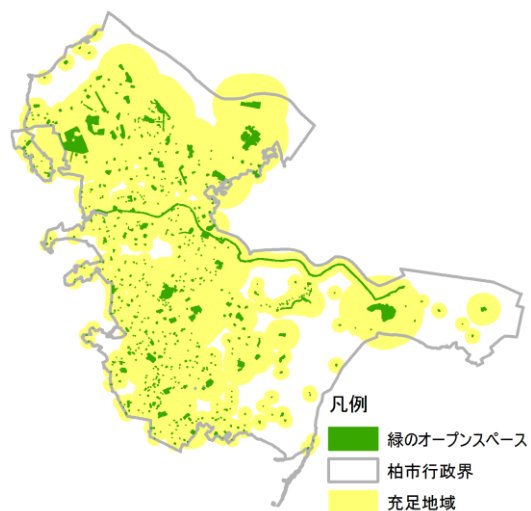 凡例
緑のオープンスペース
柏市行政界
充足地域